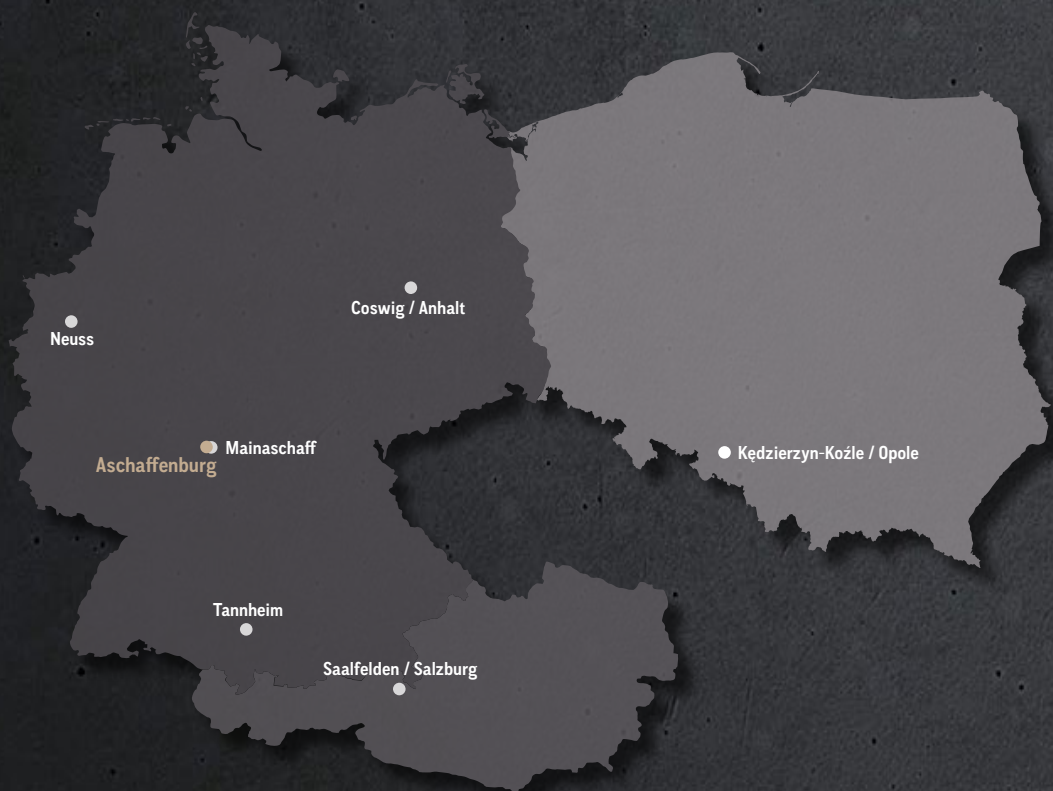 Coswig / Anhalt
Neuss
Mainaschaff
Aschaffenburg
Kędzierzyn-Koźle / Opole
Tannheim
Saalfelden / Salzburg